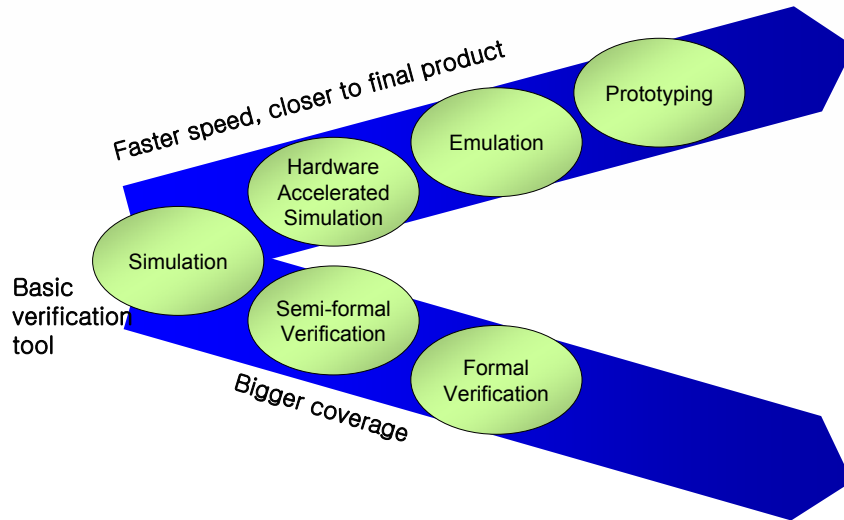 Faster speed, closer to final product
Prototyping
Emulation
Hardware
Accelerated
Simulation
Simulation
Basic
verification
tool
Semi-formal
Verification
Formal
Verification
Bigger coverage